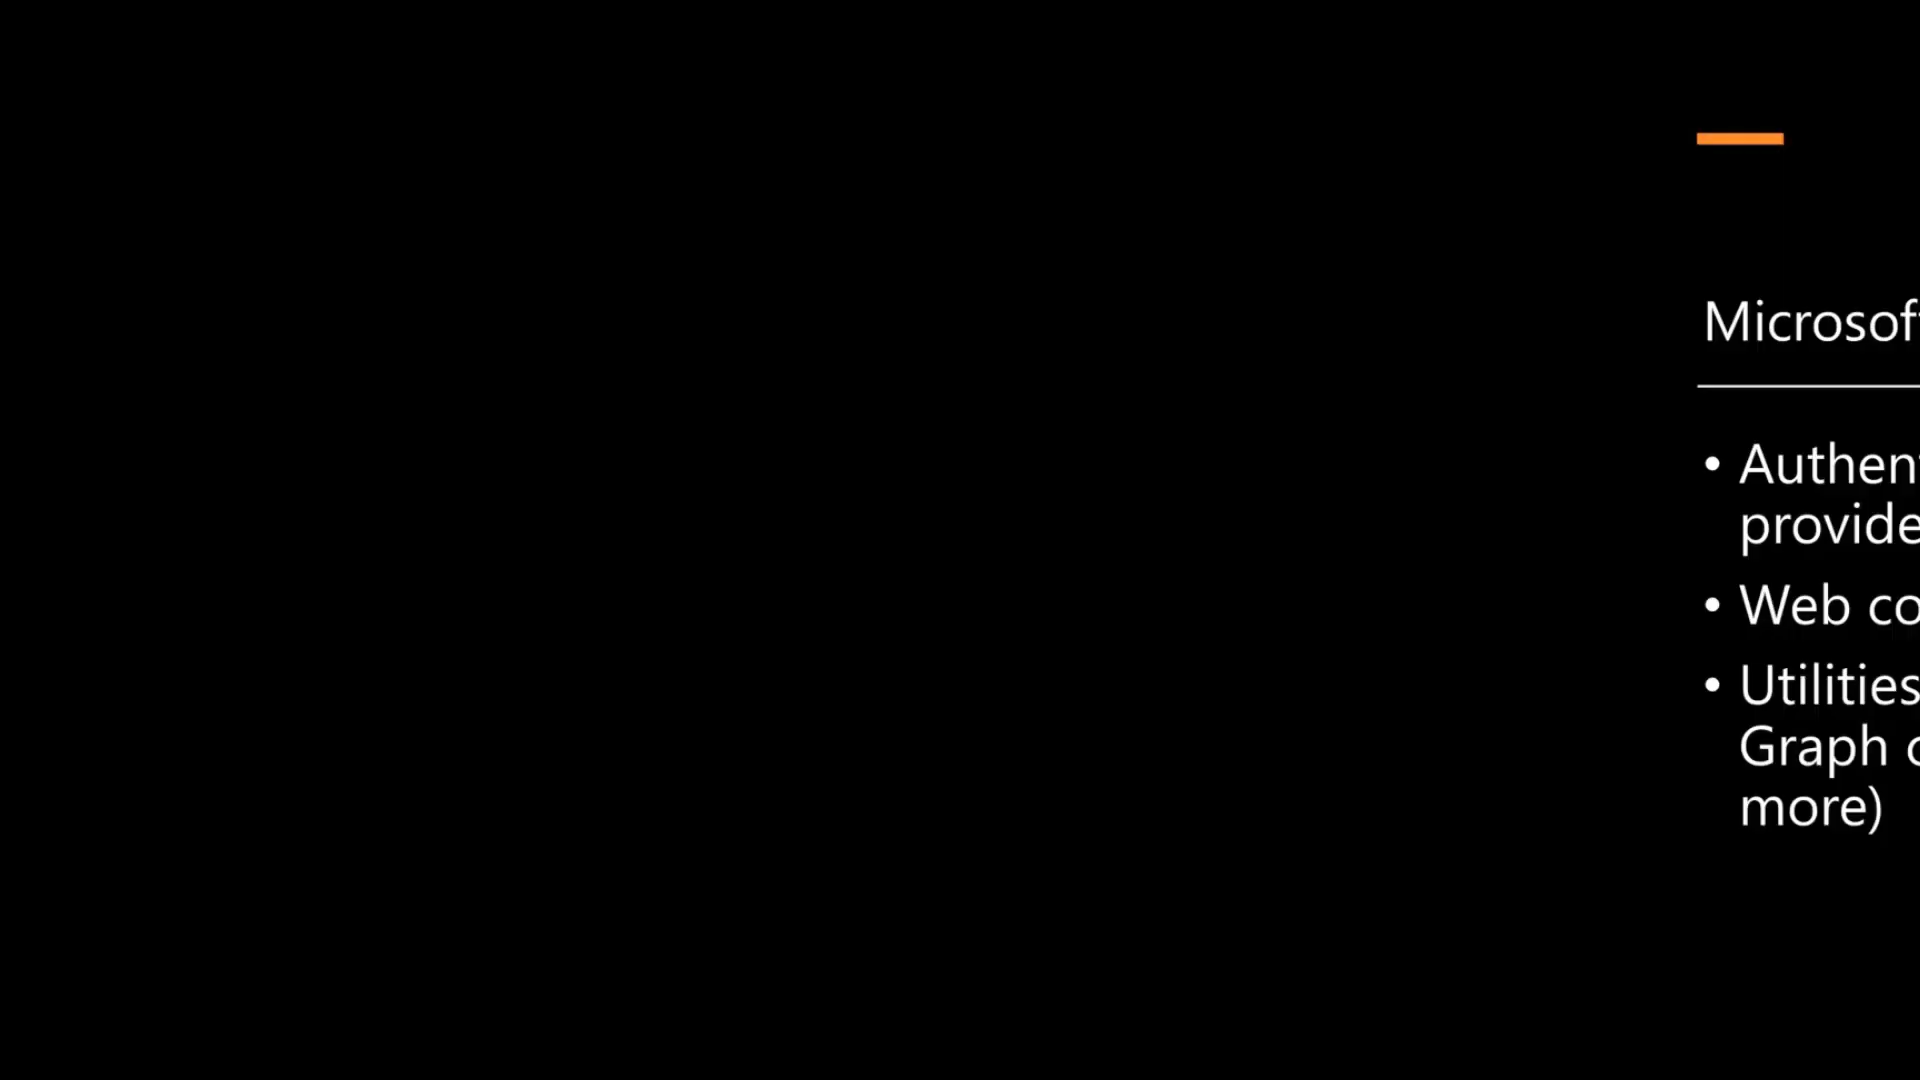 Microsof
• Authen
provide
• Web co
• Utilities
Graph
more)